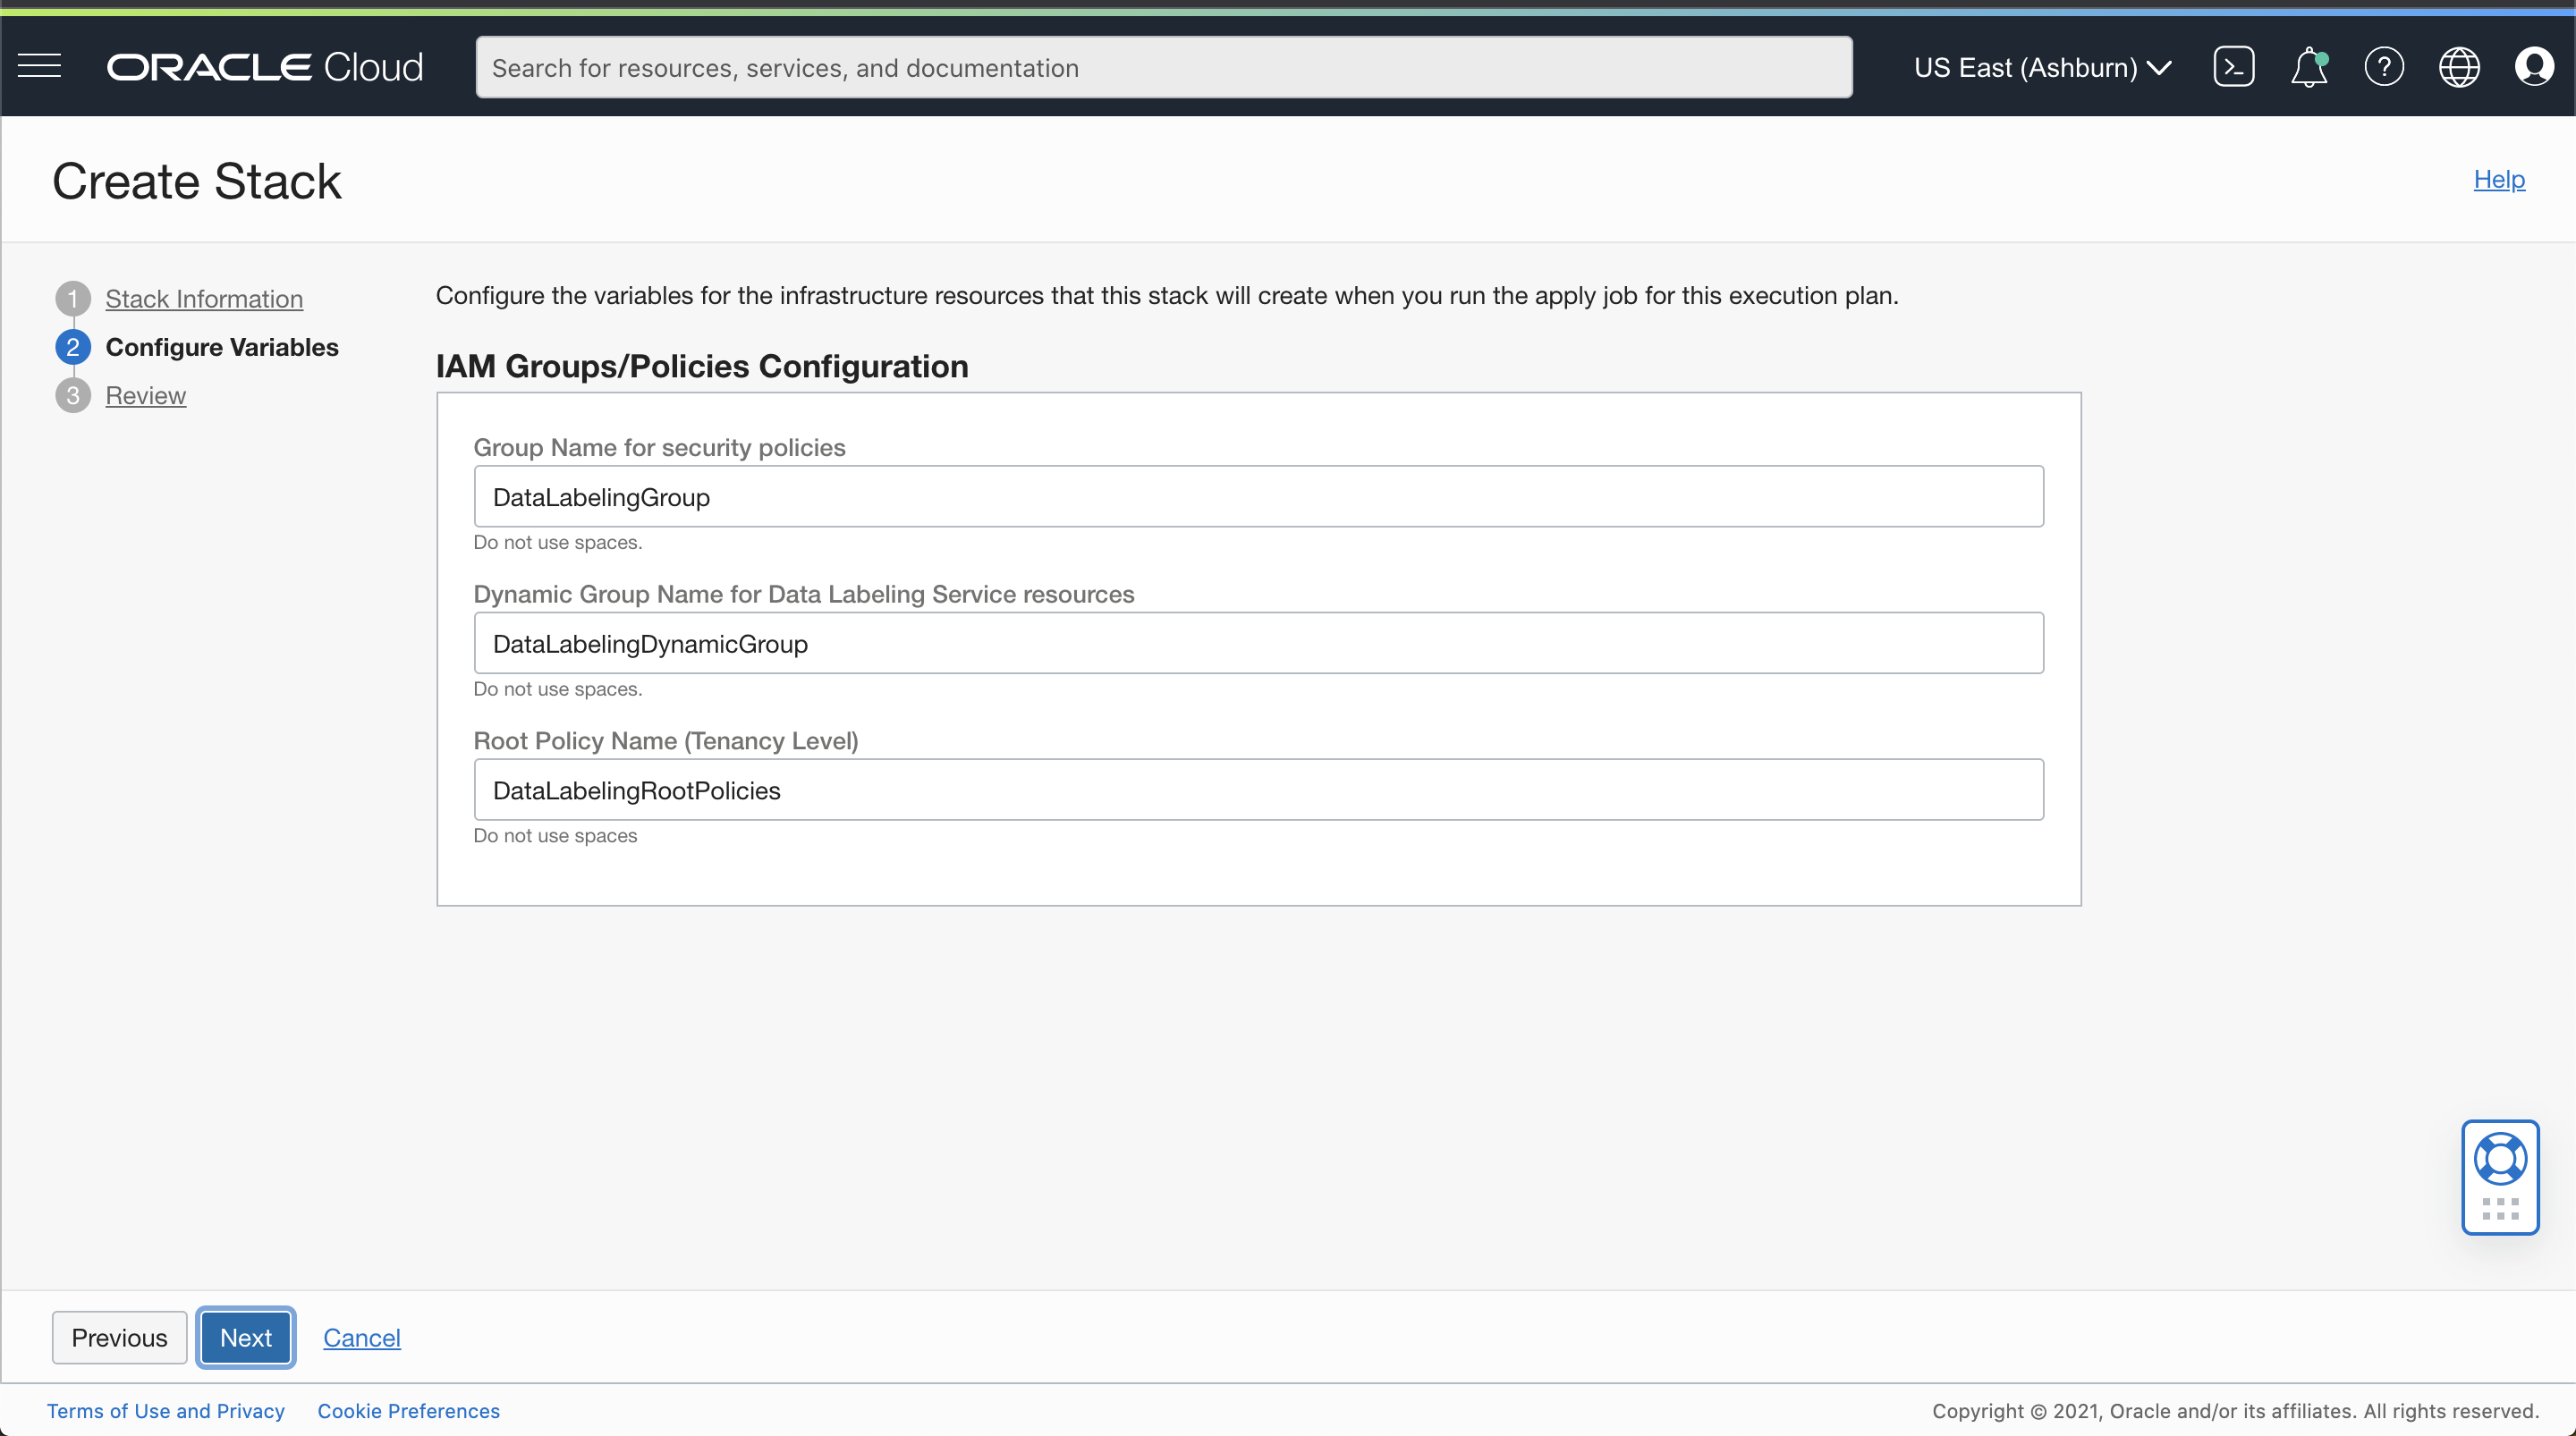 ORACLE Cloud
Search for resources, services, and documentation
US East (Ashburn)
Create Stack
Help
1 Stack Information
2 Configure Variables
3 Review
Configure the variables for the infrastructure resources that this stack will create when you run the apply job for this execution plan.
IAM Groups/Policies Configuration
Group Name for security policies
DataLabelingGroup
Do not use spaces.
Dynamic Group Name for Data Labeling Service resources
DataLabelingDynamicGroup
Do not use spaces.
Root Policy Name (Tenancy Level)
DataLabelingRootPolicies
Do not use spaces
Previous Next Cancel
Terms of Use and Privacy Cookie Preferences
Copyright © 2021, Oracle and/or its affiliates. All rights reserved.